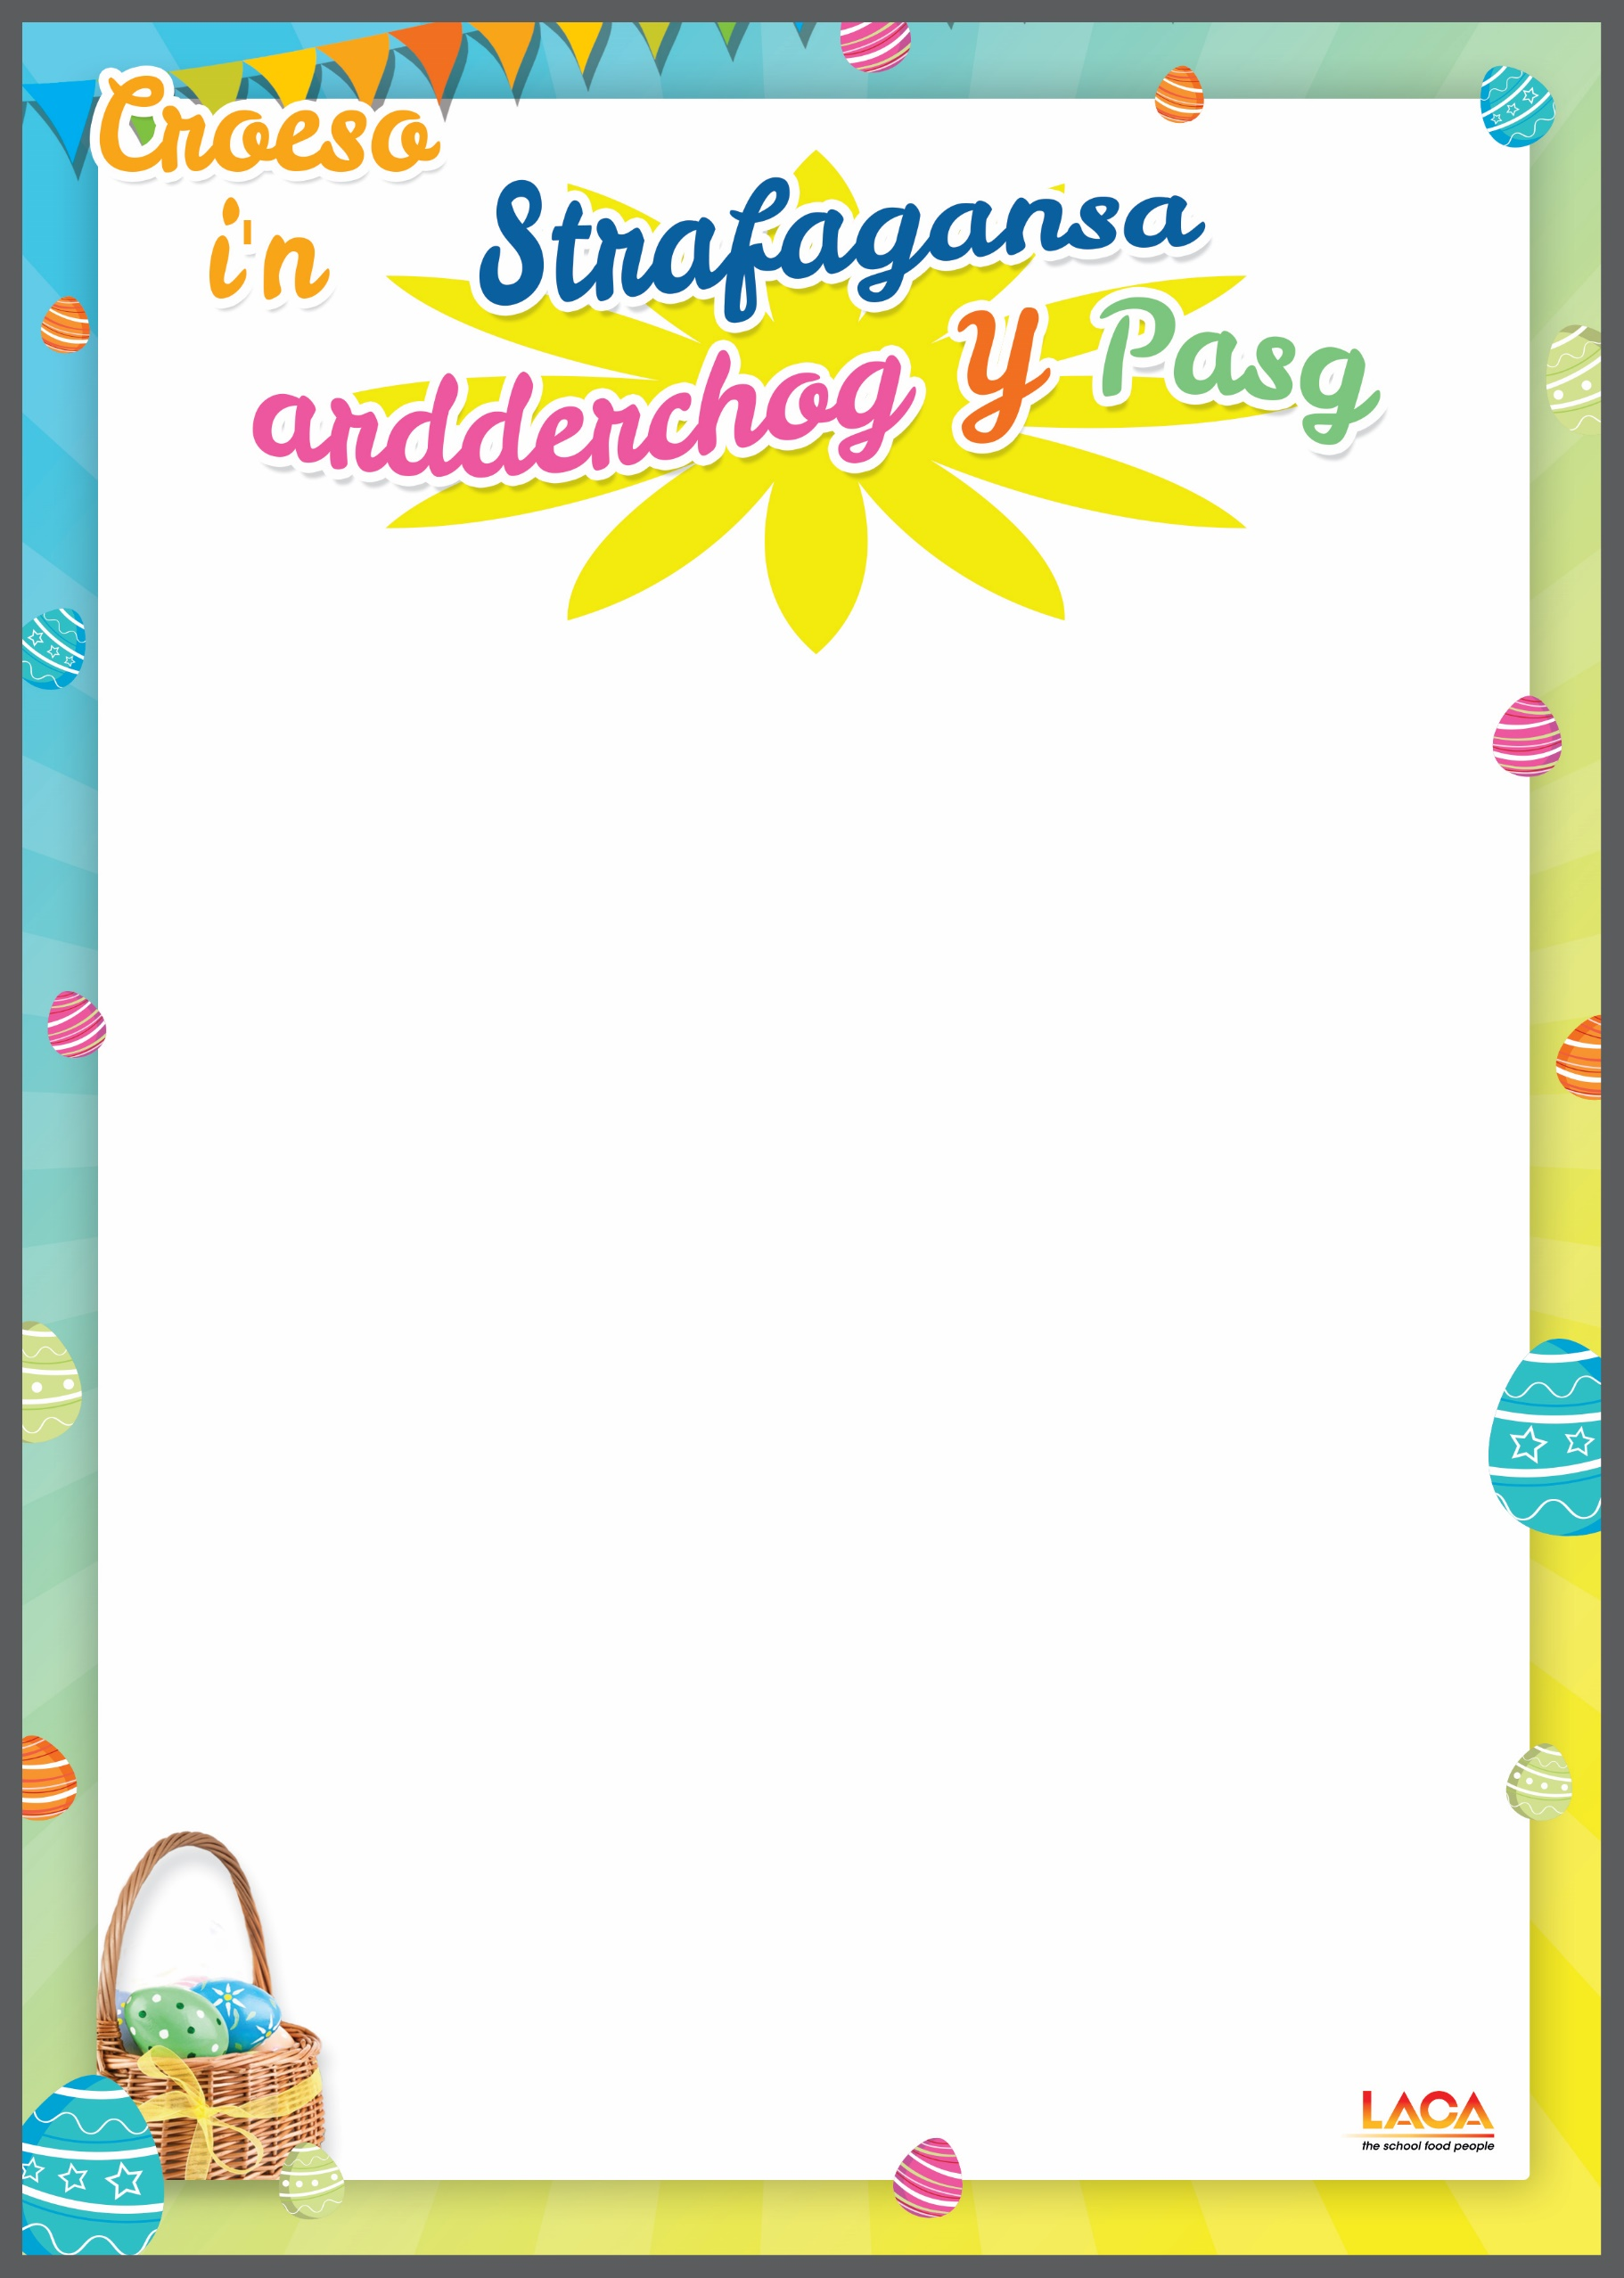 Croeso
i'n
Strafagansa
ardderchog Y Pasg
LACA
the school food people